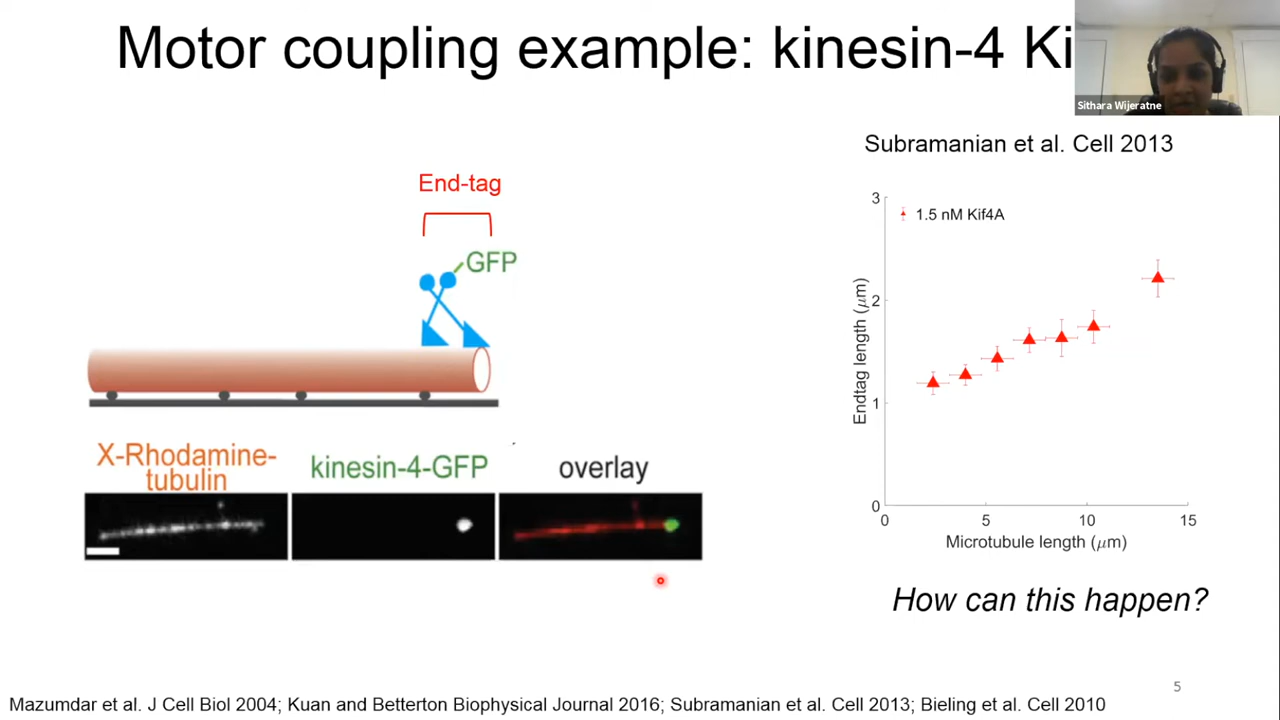 Motor coupling example: kinesin-4 Ki
Sithara Wijeratne
Subramanian et al. Cell 2013
End-tag
GFP
X-Rhodamine-
tubulin
kinesin-4-GFP
overlay
3
2
1
0
1.5 nM Kif4A
Endtag length (μm)
0
5
10
15
Microtubule length (μm)
How can this happen?
5
Mazumdar et al. J Cell Biol 2004; Kuan and Betterton Biophysical Journal 2016; Subramanian et al. Cell 2013; Bieling et al. Cell 2010